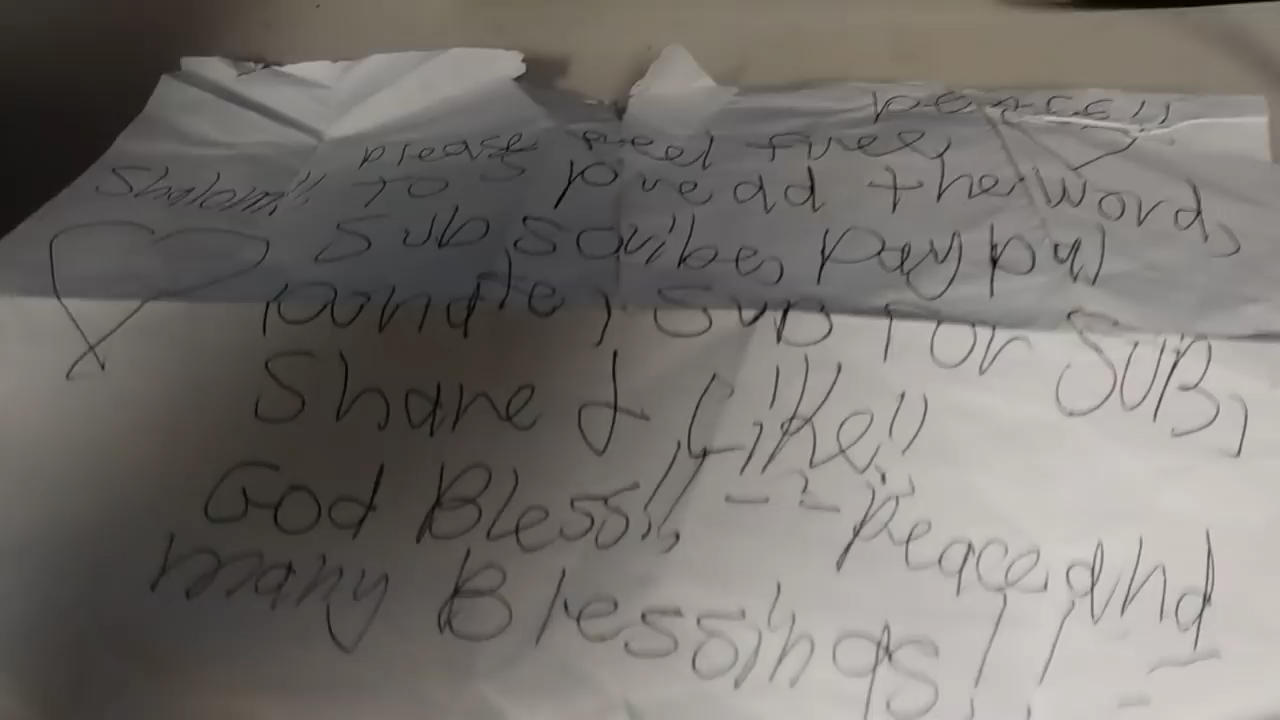 peace!!
please feel free,
Shalom!! To spread the word,
Subscribe, paypal
bundle, SUB FOR SUB,
Share & Like!!
God Bless!! -- Peace and
many Blessings!!